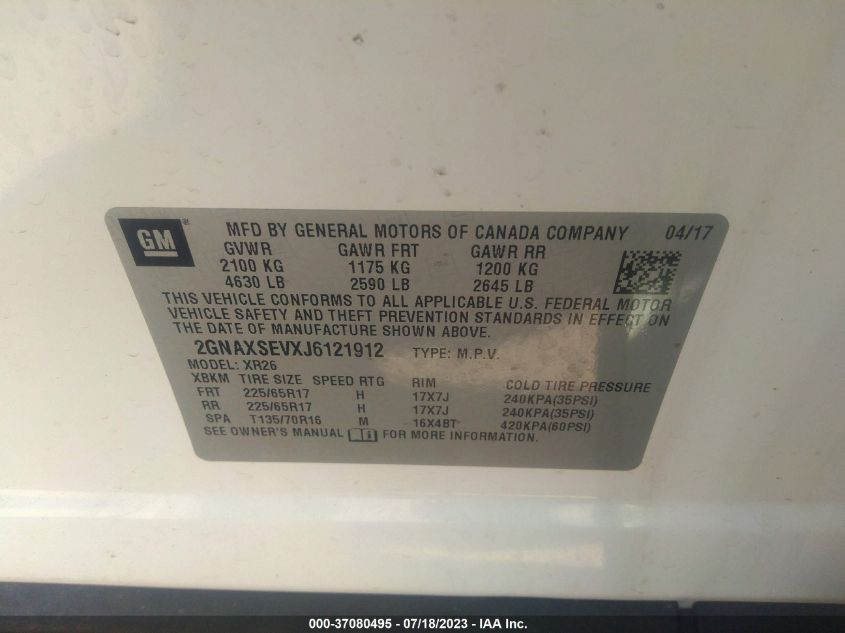 GM MFD BY GENERAL MOTORS OF CANADA COMPANY 04/17
GVWR GAWR FRT GAWR RR
2100 KG 1175 KG 1200 KG
4630 LB 2590 LB 2645 LB
THIS VEHICLE CONFORMS TO ALL APPLICABLE U.S. FEDERAL MOTOR
VEHICLE SAFETY AND THEFT PREVENTION STANDARDS IN EFFECT ON
THE DATE OF MANUFACTURE SHOWN ABOVE.
2GNAXSEVXJ6121912 TYPE: M.P.V.
MODEL: XR26
XBKM TIRE SIZE SPEED RTG RIM COLD TIRE PRESSURE
FRT 225/65R17 H 17X7J 240KPA(35PSI)
RR 225/65R17 H 17X7J 240KPA(35PSI)
SPA T135/70R16 M 16X4BT 420KPA(60PSI)
SEE OWNER'S MANUAL FOR MORE INFORMATION.
000-37080495 - 07/18/2023 - IAA Inc.